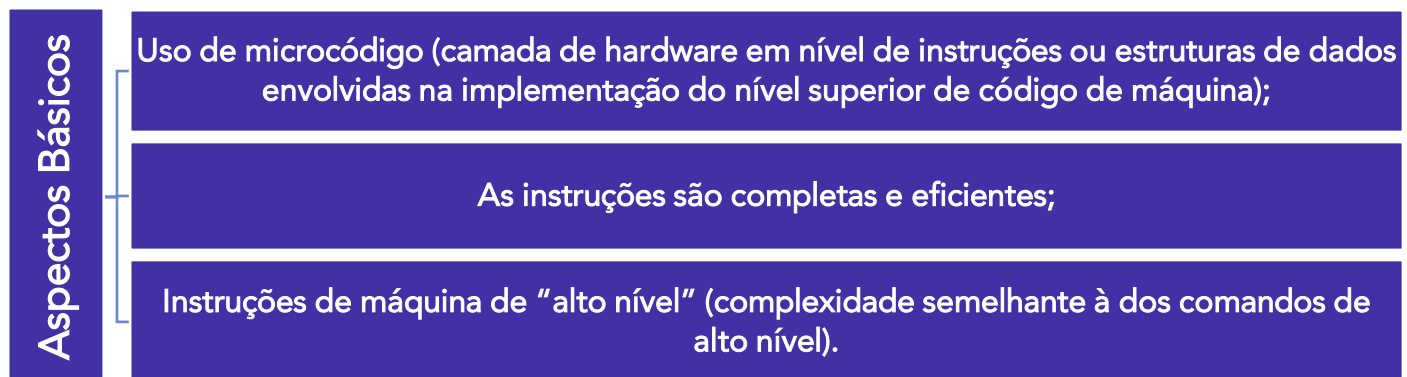 Aspectos Básicos
Uso de microcódigo (camada de hardware em nível de instruções ou estruturas de dados
envolvidas na implementação do nível superior de código de máquina);
As instruções são completas e eficientes;
Instruções de máquina de “alto nível” (complexidade semelhante à dos comandos de
alto nível).